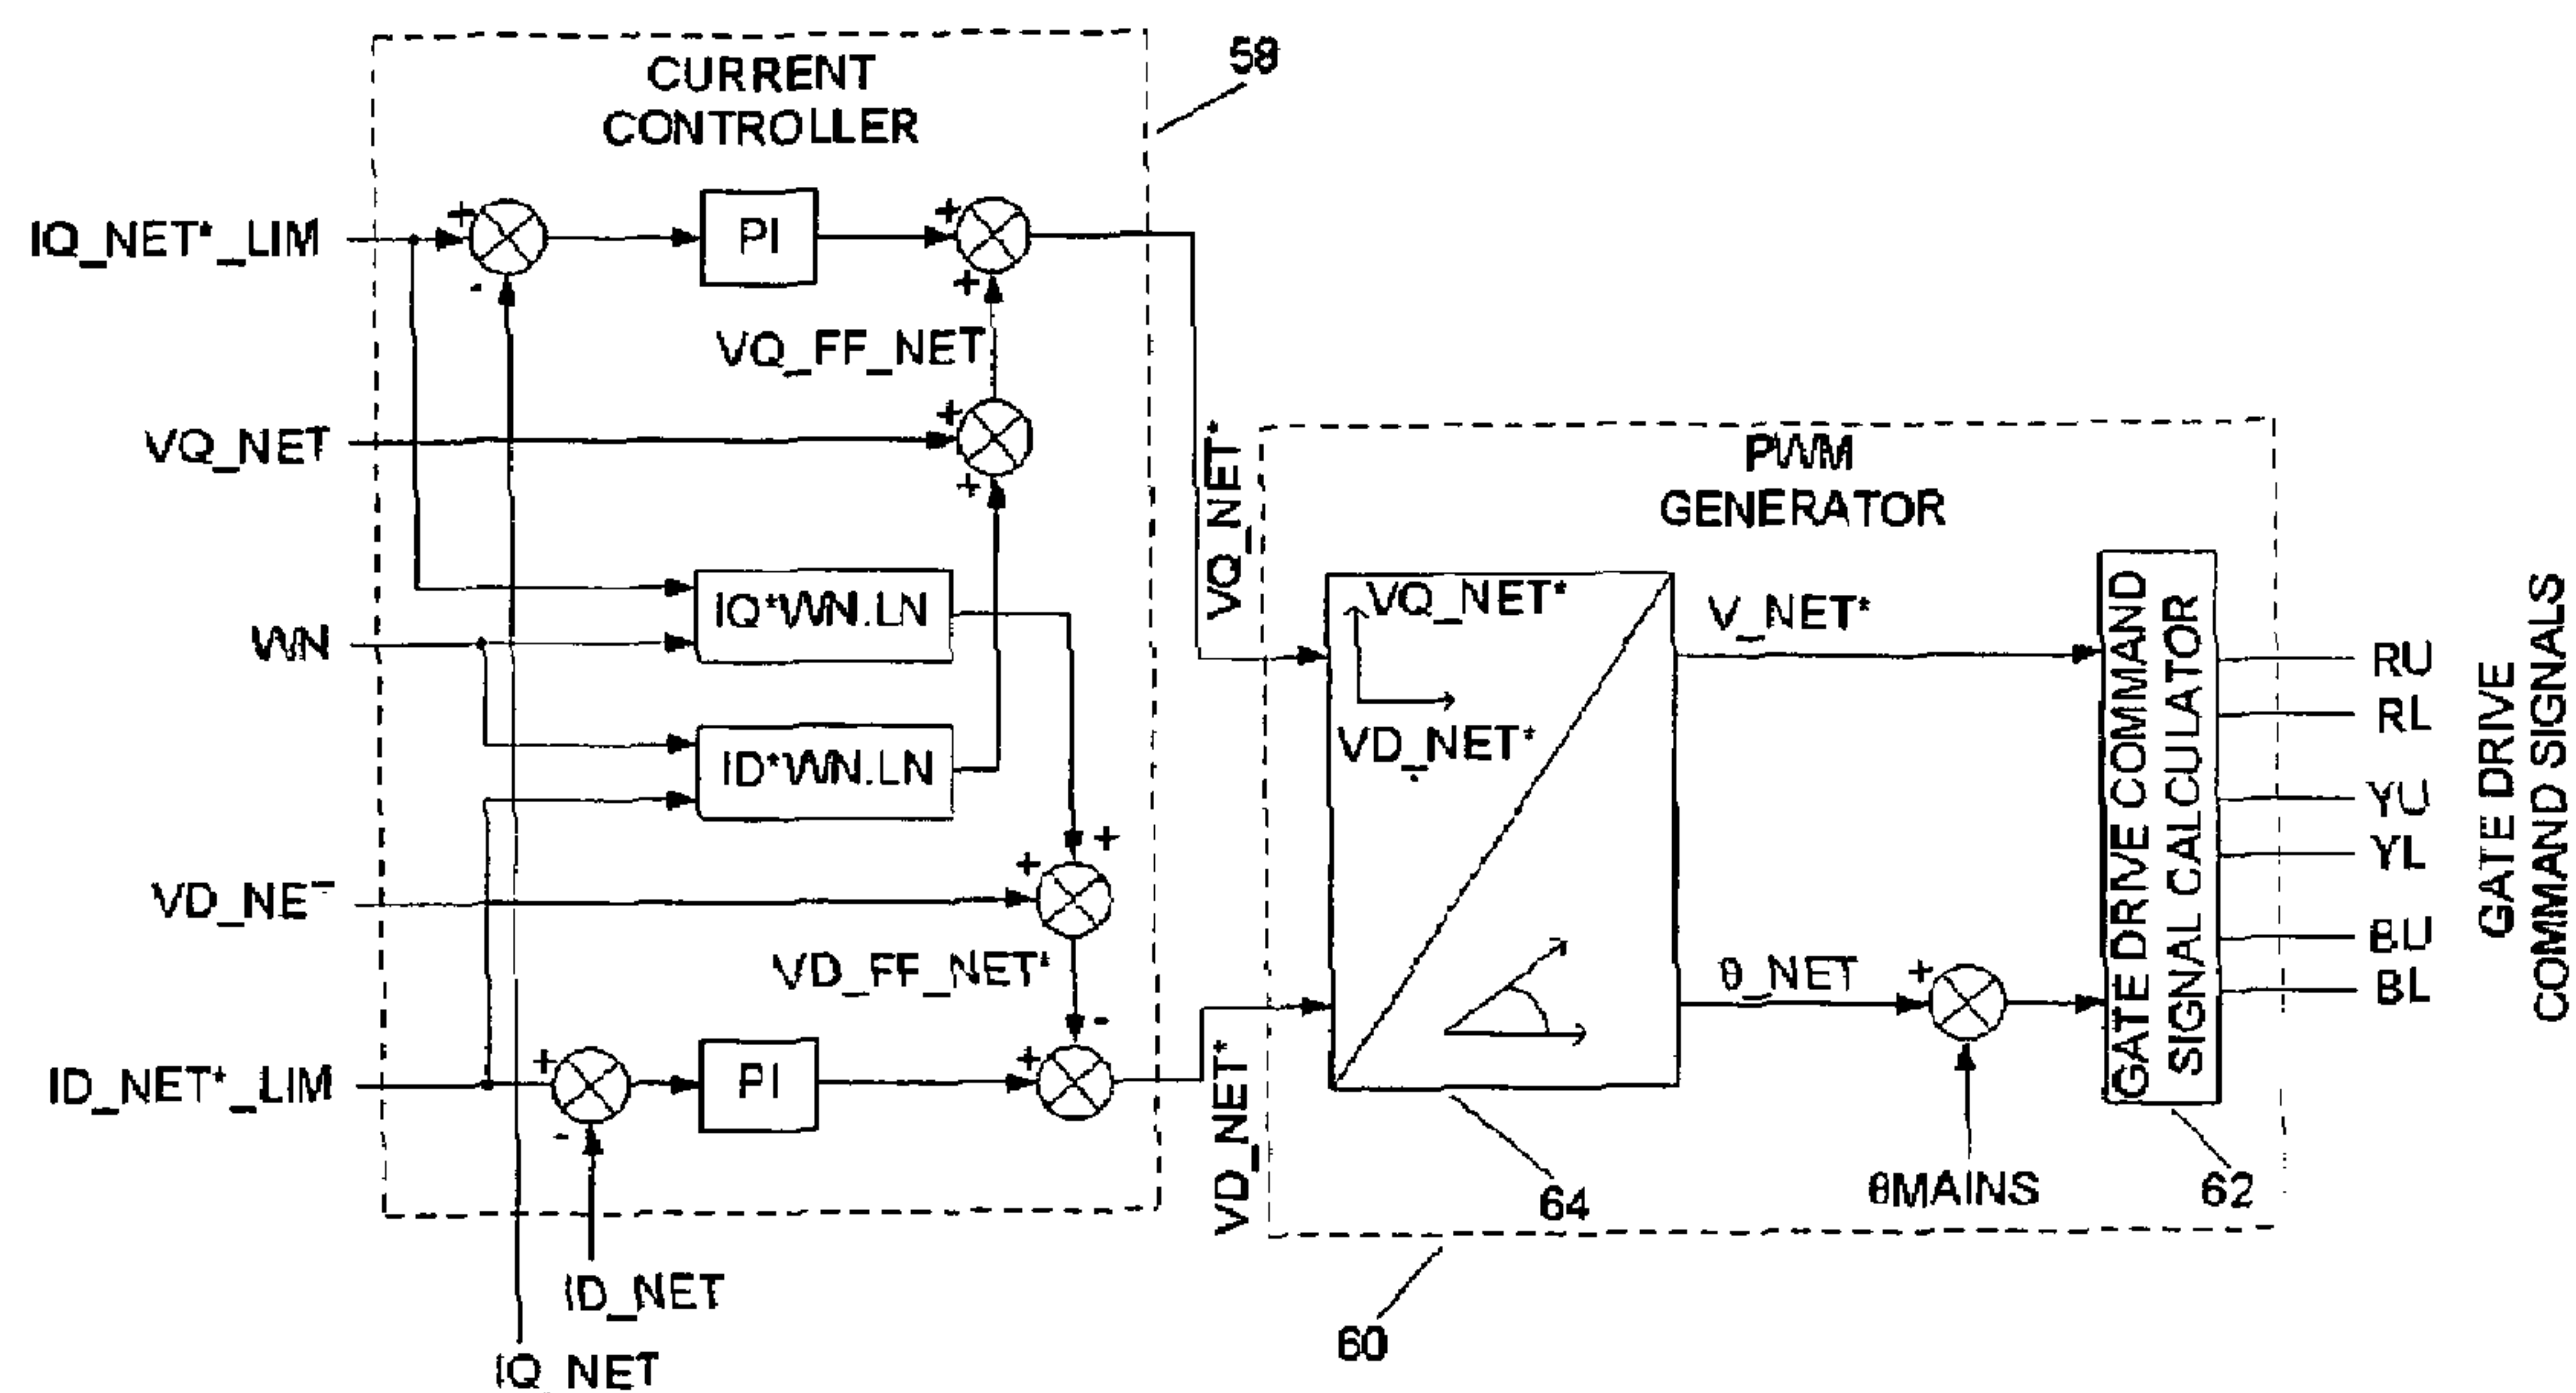 CURRENT
CONTROLLER
58
IQ_NET*_LIM
+
-
PI
+
+
VQ_FF_NET
VQ_NET
+
+
WN
IQ*WN.LN
ID*WN.LN
VD_NET
+
+
VD_FF_NET*
-
+
ID_NET*_LIM
+
-
PI
ID_NET
IQ_NET
VQ_NET*
VD_NET*
PWM
GENERATOR
VQ_NET*
VD_NET*
V_NET*
θ_NET
+
θMAINS
64
62
60
GATE DRIVE COMMAND
SIGNAL CALCULATOR
RU
RL
YU
YL
BU
BL
GATE DRIVE
COMMAND SIGNALS